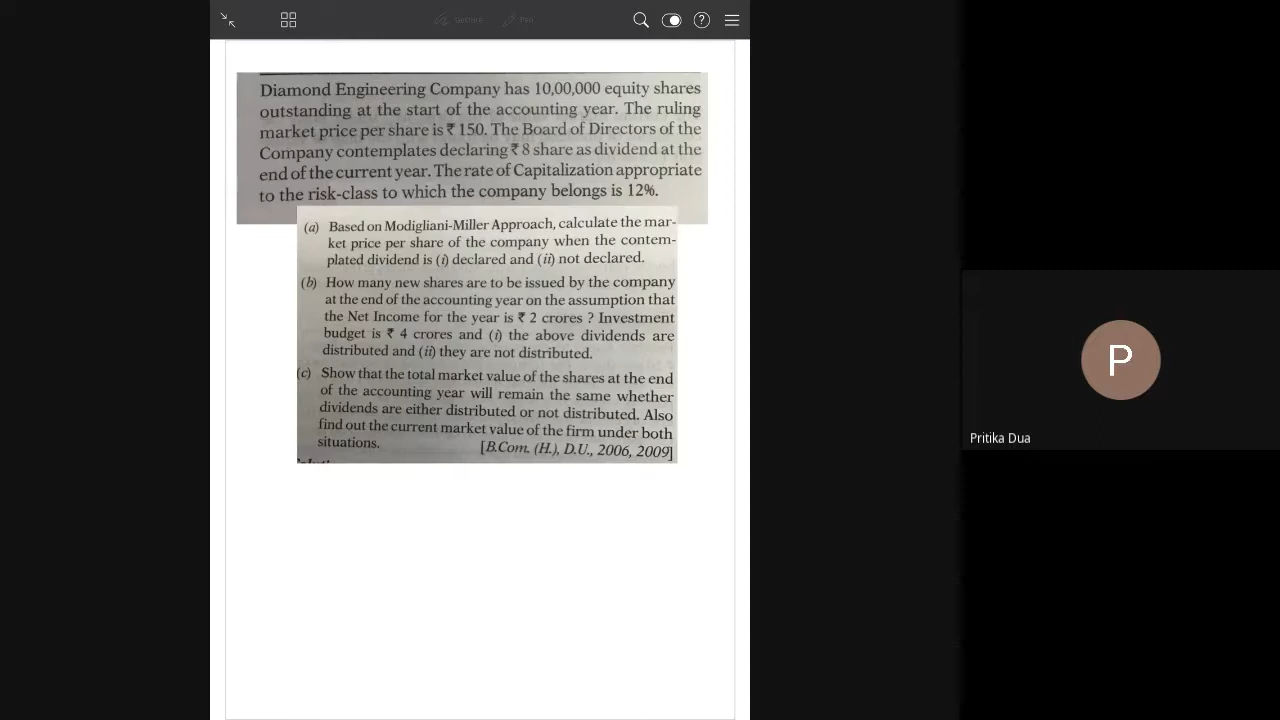 Gesture Pen
Diamond Engineering Company has 10,00,000 equity shares
outstanding at the start of the accounting year. The ruling
market price per share is ₹ 150. The Board of Directors of the
Company contemplates declaring ₹ 8 share as dividend at the
end of the current year. The rate of Capitalization appropriate
to the risk-class to which the company belongs is 12%.
(a) Based on Modigliani-Miller Approach, calculate the mar-
ket price per share of the company when the contem-
plated dividend is (i) declared and (ii) not declared.
(b) How many new shares are to be issued by the company
at the end of the accounting year on the assumption that
the Net Income for the year is ₹ 2 crores ? Investment
budget is ₹ 4 crores and (i) the above dividends are
distributed and (ii) they are not distributed.
(c) Show that the total market value of the shares at the end
of the accounting year will remain the same whether
dividends are either distributed or not distributed. Also
find out the current market value of the firm under both
situations. [B.Com. (H.), D.U., 2006, 2009]
P
Pritika Dua